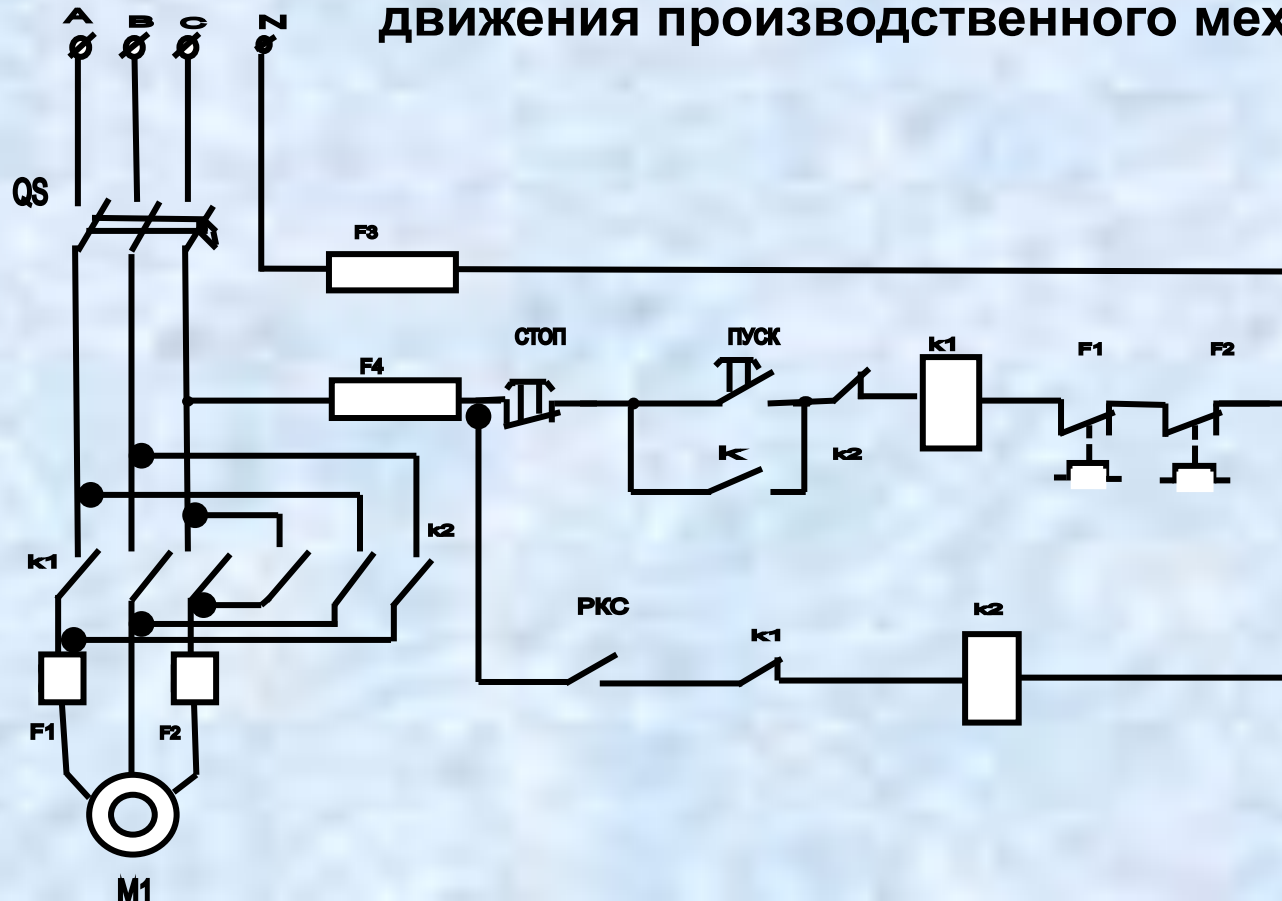 движения производственного мех
A B C N
QS
F3
СТОП ПУСК k1 F1 F2
F4
k k2
k2
k1
РКС k2
k1
F1 F2
M1